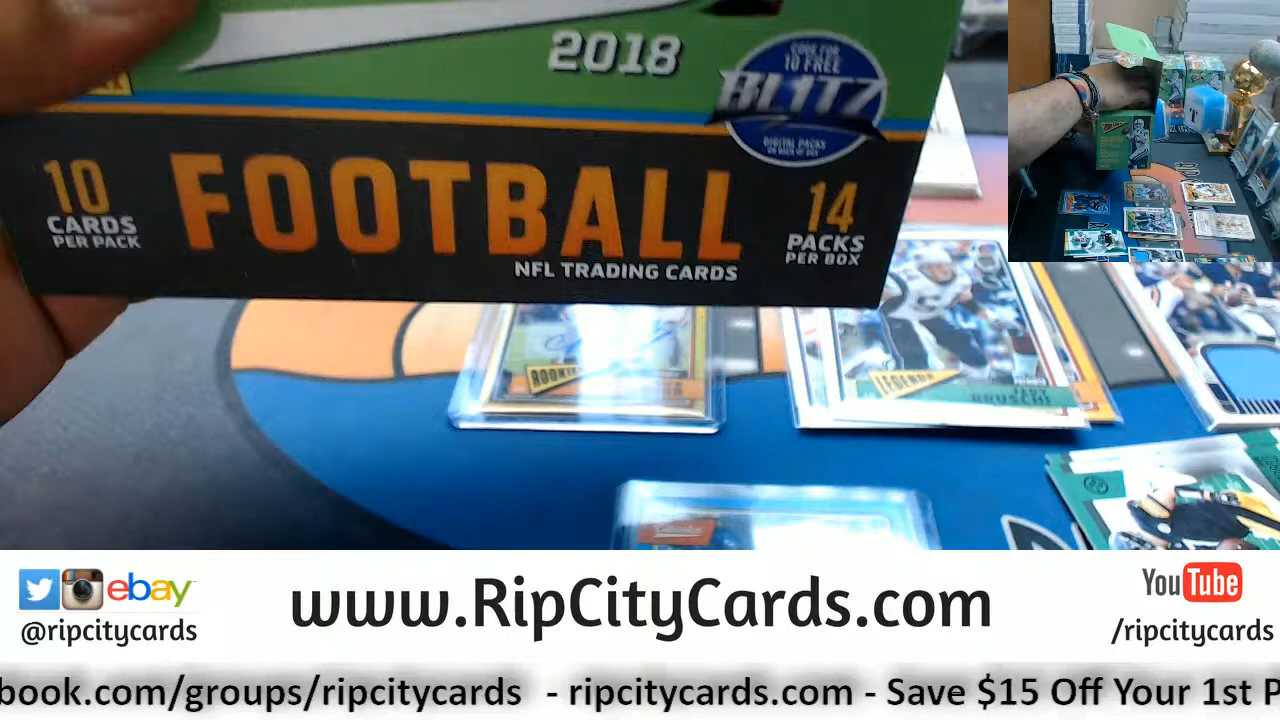 2018
CODE FOR
10 FREE
BLITZ
DIGITAL PACKS
10
CARDS
PER PACK
FOOTBALL
NFL TRADING CARDS
14
PACKS
PER BOX
LEGENDS
TEDY
BRUSCHI
ebay
@ripcitycards
www.RipCityCards.com
YouTube
/ripcitycards
book.com/groups/ripcitycards - ripcitycards.com - Save $15 Off Your 1st P